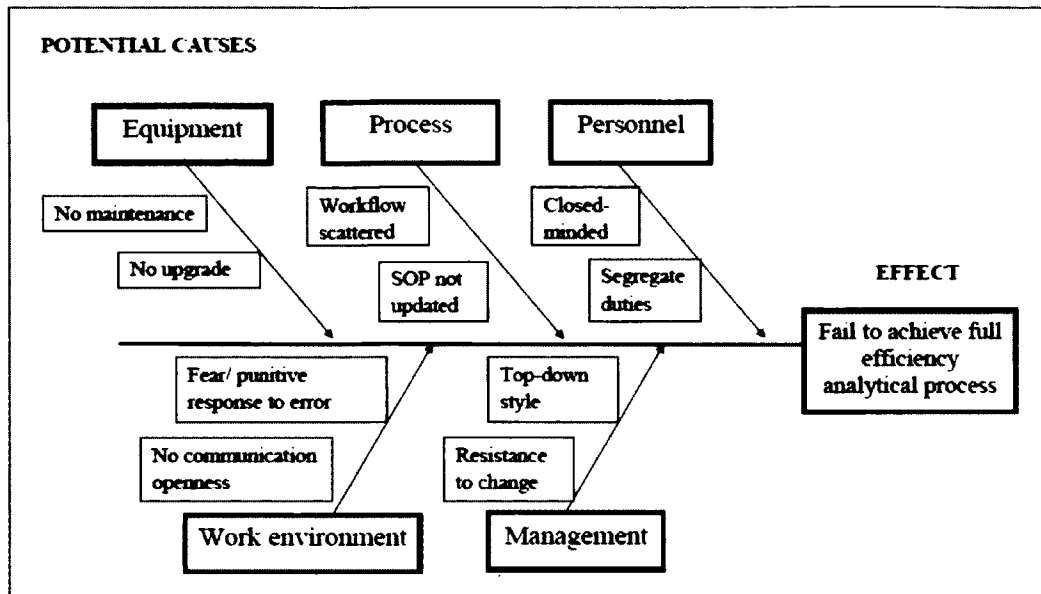 POTENTIAL CAUSES
Equipment
Process
Personnel
No maintenance
Workflow
scattered
Closed-
minded
No upgrade
SOP not
updated
Segregate
duties
EFFECT
Fail to achieve full
efficiency
analytical process
Fear/ punitive
response to error
Top-down
style
No communication
openness
Resistance
to change
Work environment
Management